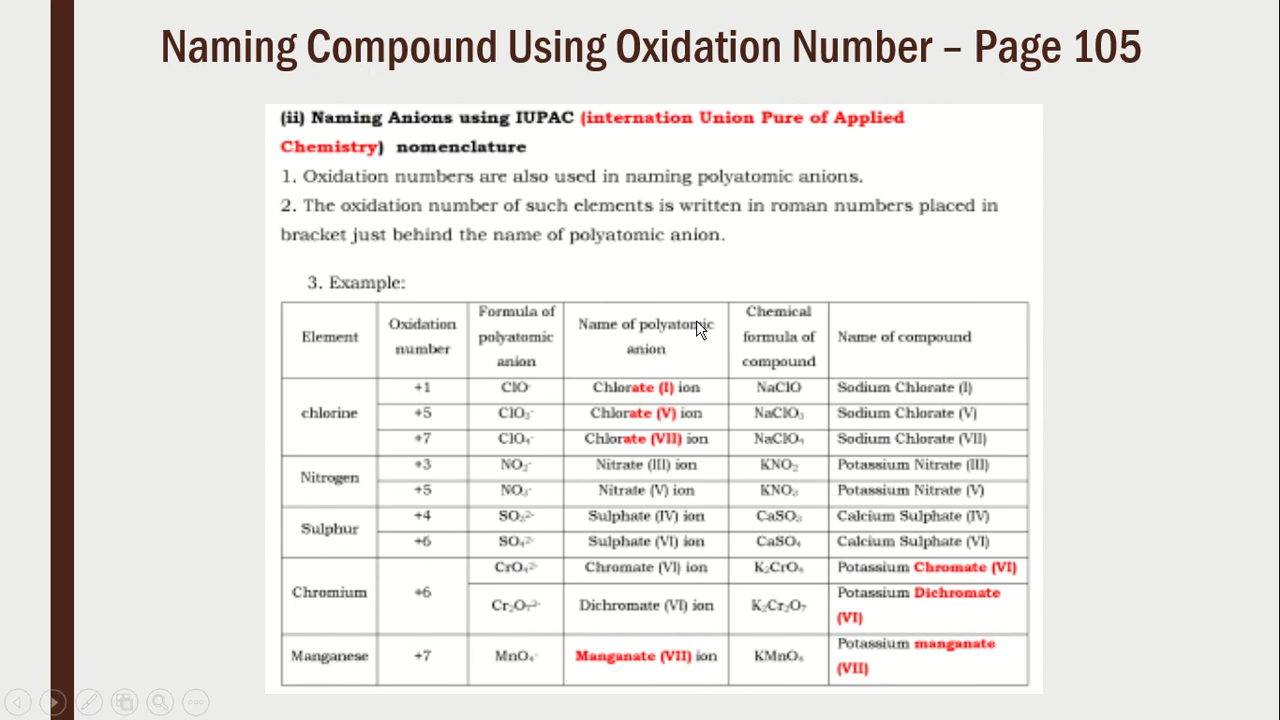 Naming Compound Using Oxidation Number – Page 105
(ii) Naming Anions using IUPAC (internation Union Pure of Applied
Chemistry) nomenclature
1. Oxidation numbers are also used in naming polyatomic anions.
2. The oxidation number of such elements is written in roman numbers placed in
bracket just behind the name of polyatomic anion.
3. Example:
Element Oxidation number Formula of polyatomic anion Name of polyatomic anion Chemical formula of compound Name of compound
chlorine +1 ClO⁻ Chlorate (I) ion NaClO Sodium Chlorate (I)
+5 ClO₃⁻ Chlorate (V) ion NaClO₃ Sodium Chlorate (V)
+7 ClO₄⁻ Chlorate (VII) ion NaClO₄ Sodium Chlorate (VII)
Nitrogen +3 NO₂⁻ Nitrate (III) ion KNO₂ Potassium Nitrate (III)
+5 NO₃⁻ Nitrate (V) ion KNO₃ Potassium Nitrate (V)
Sulphur +4 SO₃²⁻ Sulphate (IV) ion CaSO₃ Calcium Sulphate (IV)
+6 SO₄²⁻ Sulphate (VI) ion CaSO₄ Calcium Sulphate (VI)
Chromium +6 CrO₄²⁻ Chromate (VI) ion K₂CrO₄ Potassium Chromate (VI)
Cr₂O₇²⁻ Dichromate (VI) ion K₂Cr₂O₇ Potassium Dichromate
(VI)
Manganese +7 MnO₄⁻ Manganate (VII) ion KMnO₄ Potassium manganate
(VII)